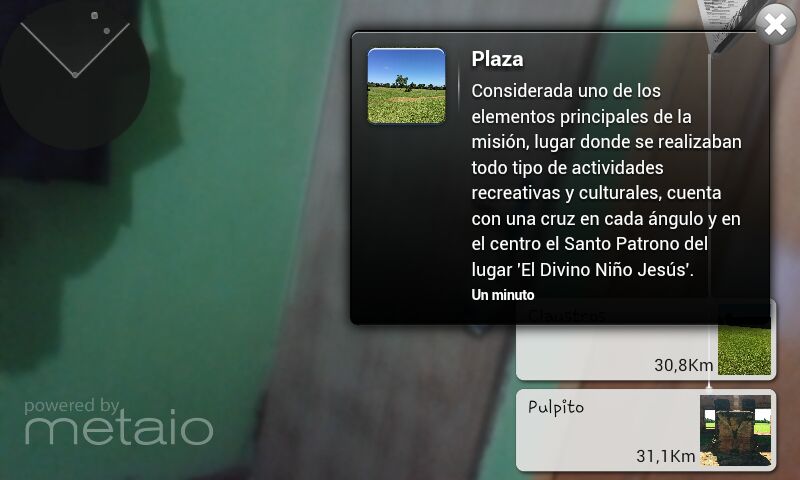 Plaza
Considerada uno de los
elementos principales de la
misión, lugar donde se realizaban
todo tipo de actividades
recreativas y culturales, cuenta
con una cruz en cada ángulo y en
el centro el Santo Patrono del
lugar 'El Divino Niño Jesús'.
Un minuto
Claustros
30,8Km
Pulpito
31,1Km
powered by
metaio